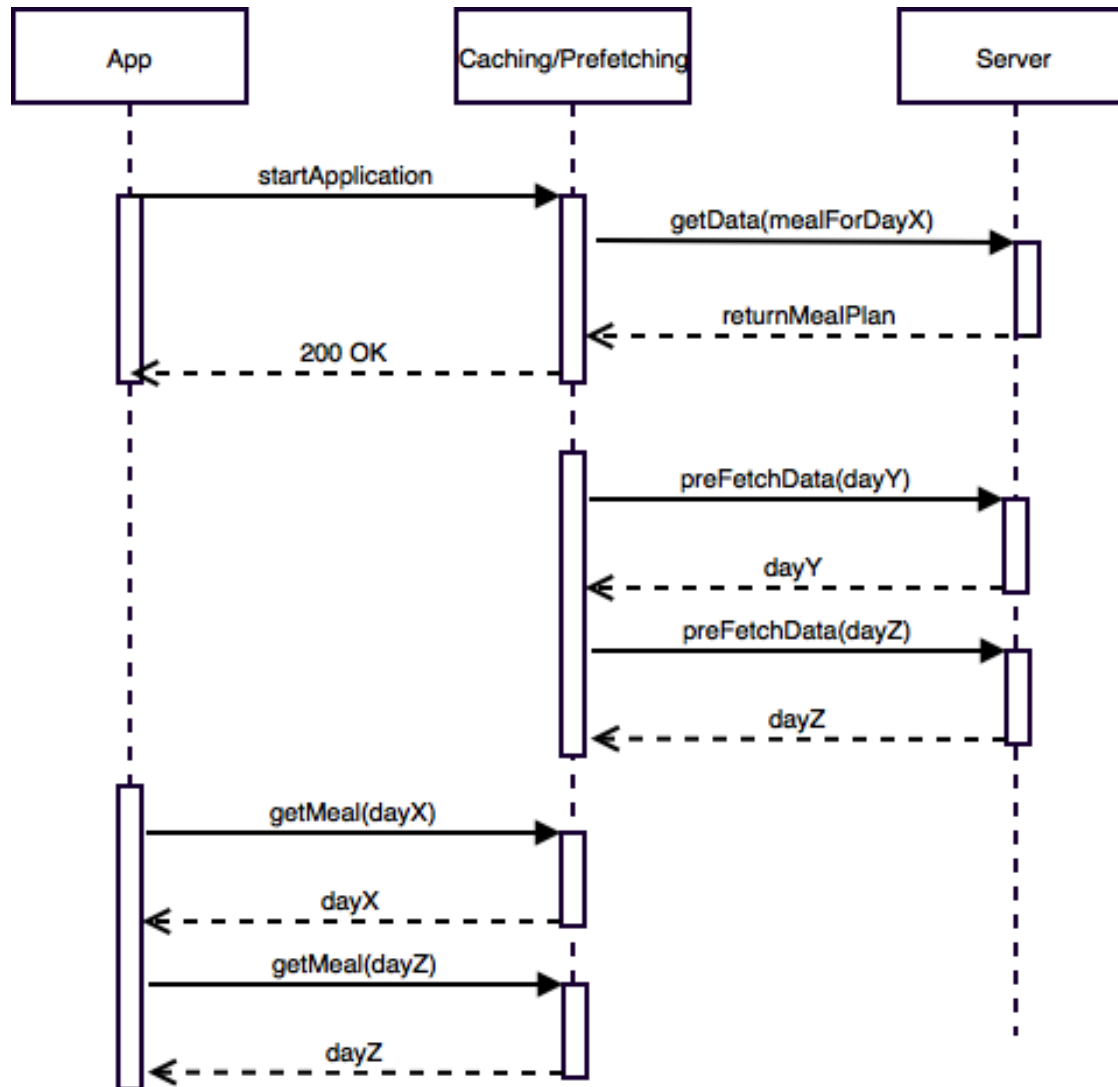 App
Caching/Prefetching
Server
startApplication
getData(mealForDayX)
returnMealPlan
200 OK
preFetchData(dayY)
dayY
preFetchData(dayZ)
dayZ
getMeal(dayX)
dayX
getMeal(dayZ)
dayZ